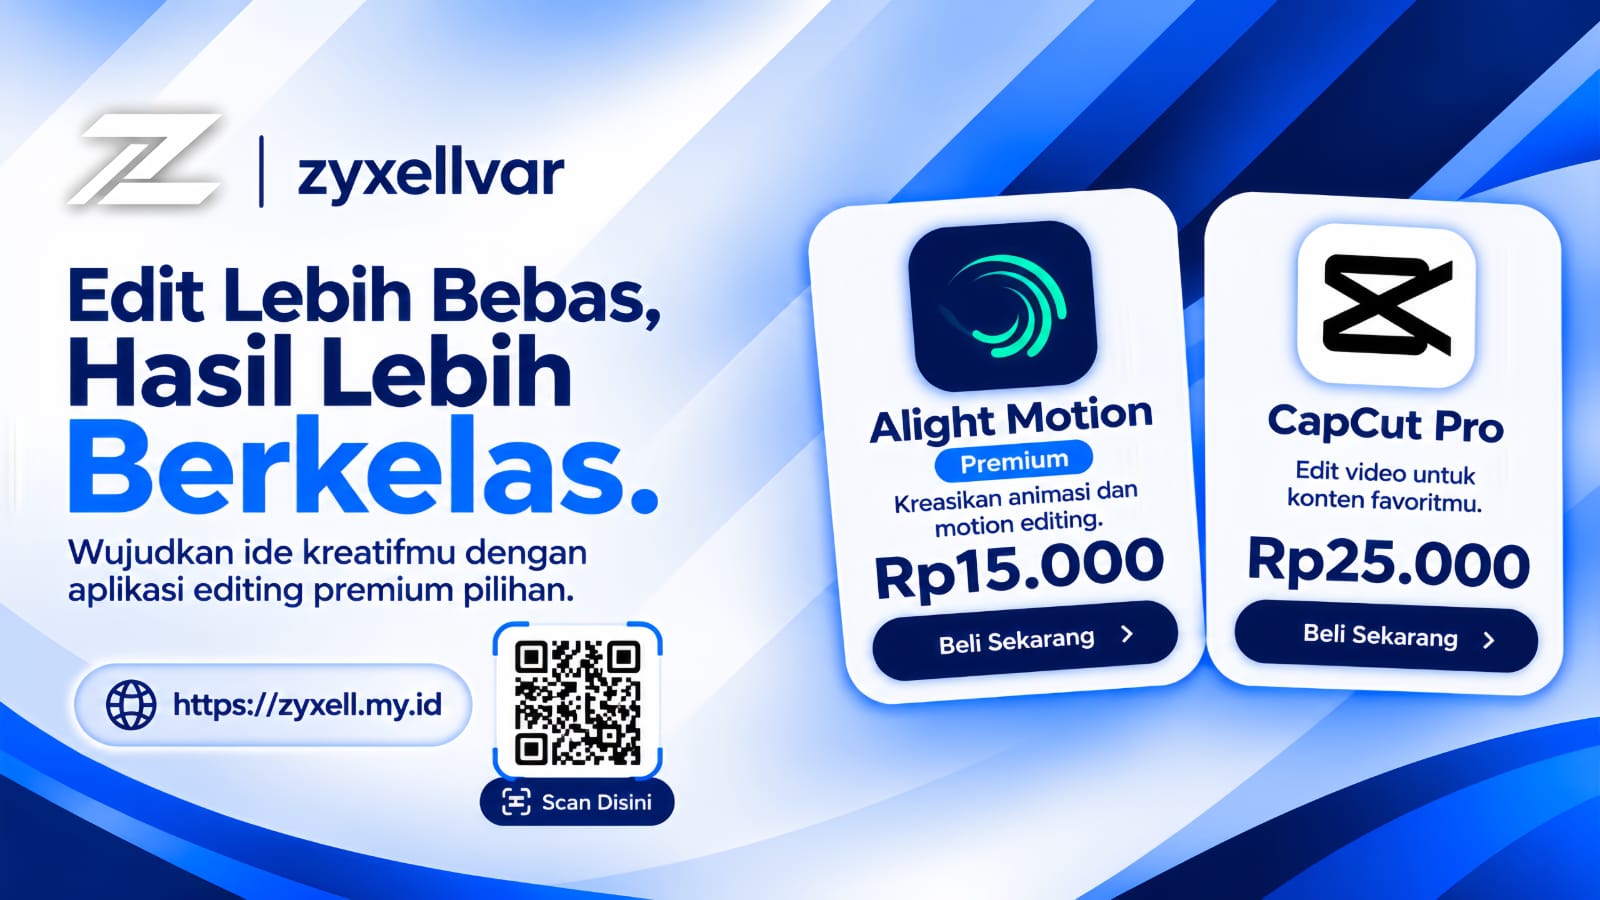 zyxellvar
Edit Lebih Bebas,
Hasil Lebih
Berkelas.
Wujudkan ide kreatifmu dengan
aplikasi editing premium pilihan.
https://zyxell.my.id
Scan Disini
Alight Motion
Premium
Kreasikan animasi dan
motion editing.
Rp15.000
Beli Sekarang
CapCut Pro
Edit video untuk
konten favoritmu.
Rp25.000
Beli Sekarang